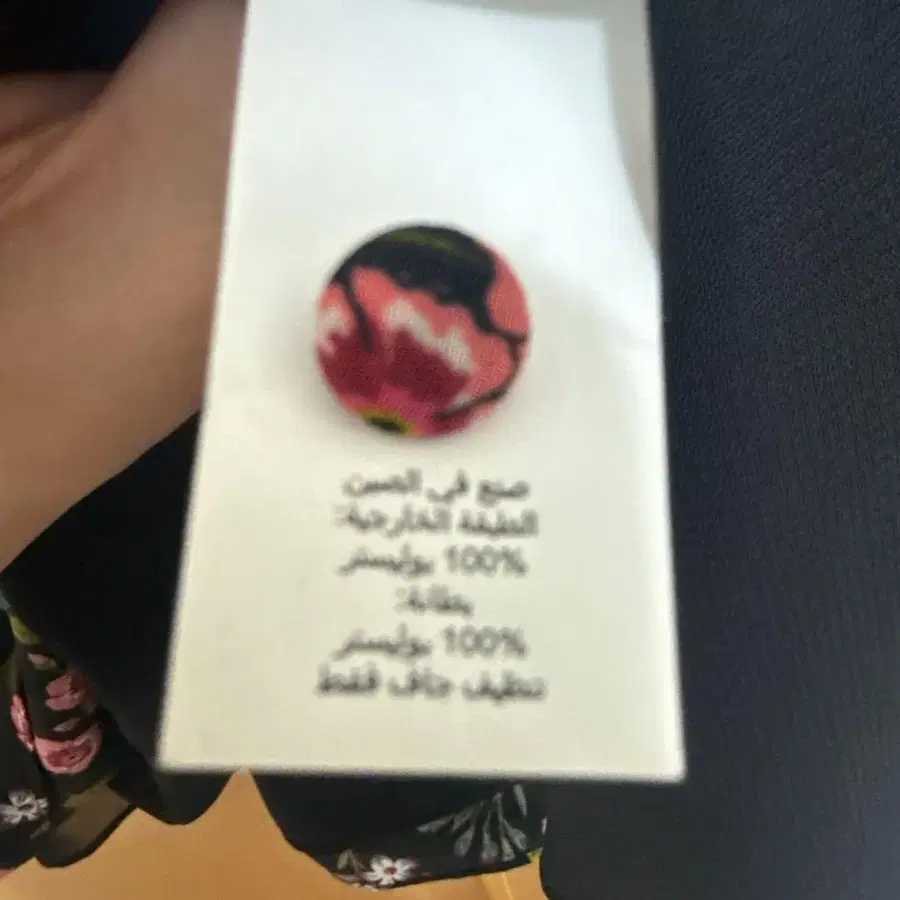 صنع في الصين
الطبقة الخارجية:
100% بوليستر
بطانة:
100% بوليستر
تنظيف جاف فقط